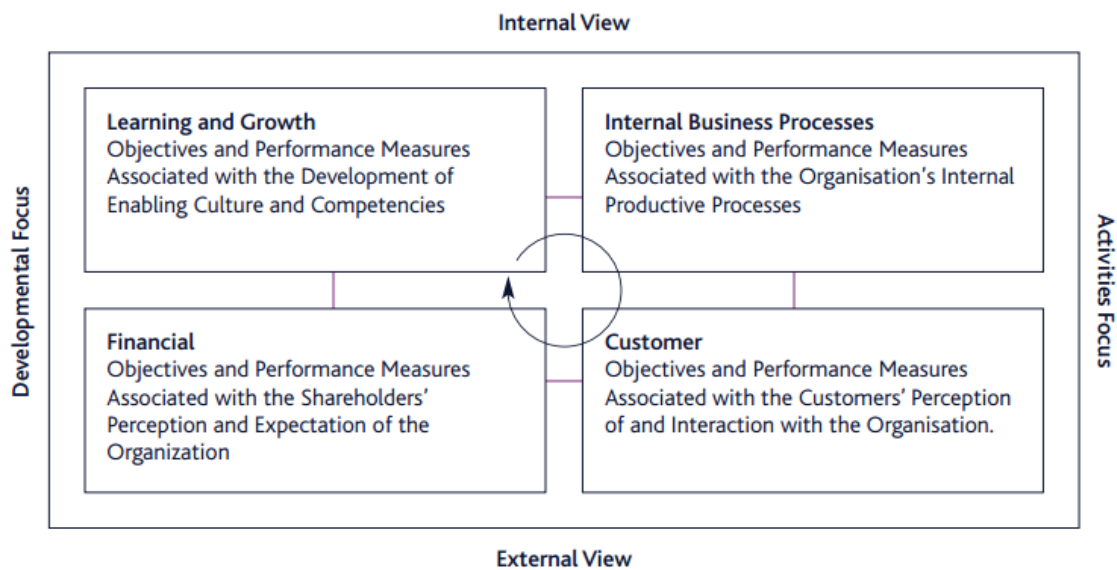 Internal View
Developmental Focus
Learning and Growth
Objectives and Performance Measures
Associated with the Development of
Enabling Culture and Competencies
Internal Business Processes
Objectives and Performance Measures
Associated with the Organisation's Internal
Productive Processes
Activities Focus
Financial
Objectives and Performance Measures
Associated with the Shareholders'
Perception and Expectation of the
Organization
Customer
Objectives and Performance Measures
Associated with the Customers' Perception
of and Interaction with the Organisation.
External View